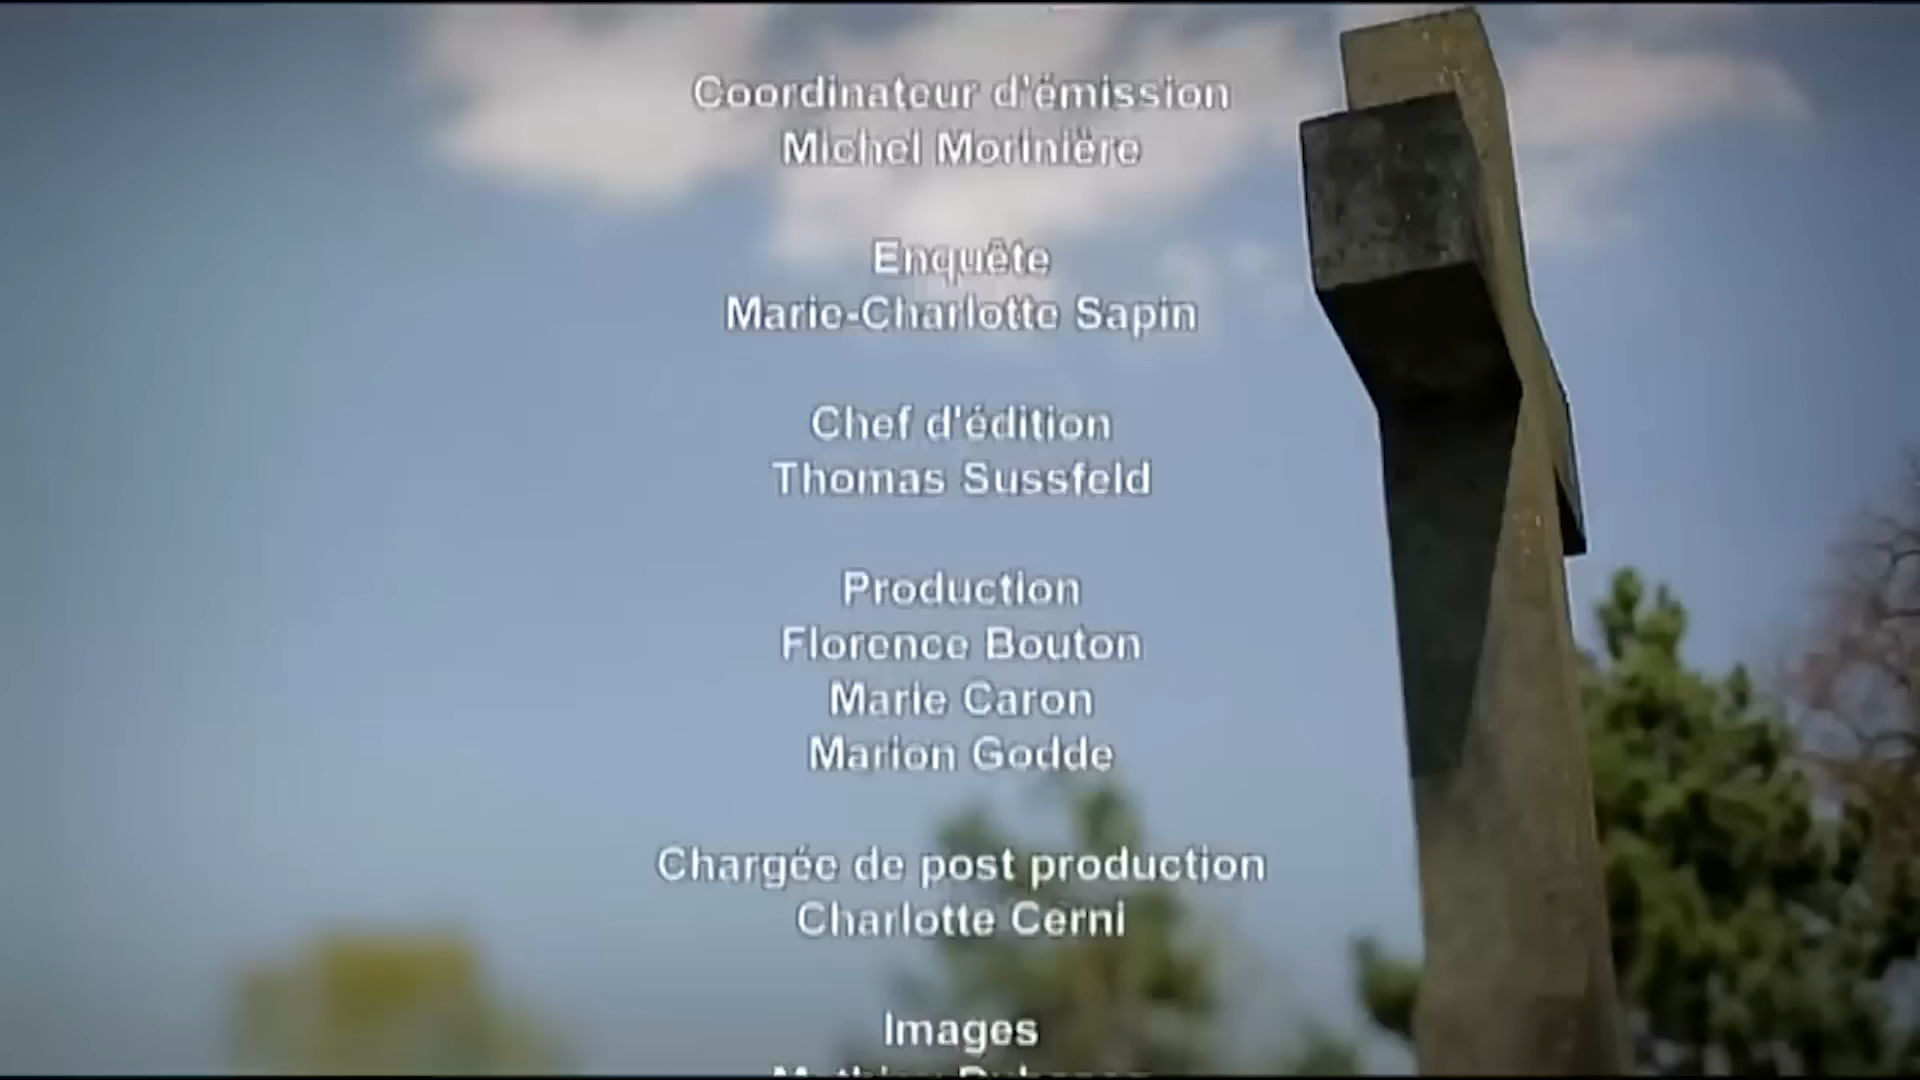 Coordinateur d'émission
Michel Morinière
Enquête
Marie-Charlotte Sapin
Chef d'édition
Thomas Sussfeld
Production
Florence Bouton
Marie Caron
Marion Godde
Chargée de post production
Charlotte Cerni
Images